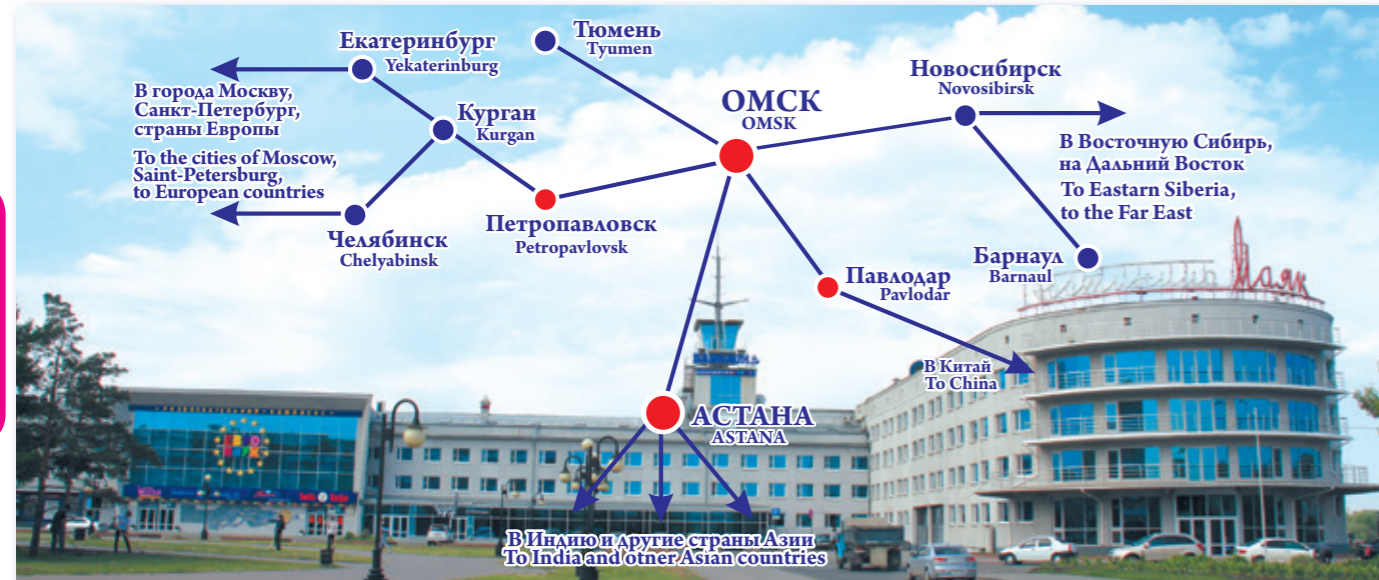 Екатеринбург
Yekaterinburg
Тюмень
Tyumen
В города Москву,
Санкт-Петербург,
страны Европы
To the cities of Moscow,
Saint-Petersburg,
to European countries
Курган
Kurgan
ОМСК
OMSK
Новосибирск
Novosibirsk
В Восточную Сибирь,
на Дальний Восток
To Eastarn Siberia,
to the Far East
Челябинск
Chelyabinsk
Петропавловск
Petropavlovsk
Павлодар
Pavlodar
Барнаул
Barnaul
Маяк
В Китай
To China
АСТАНА
ASTANA
В Индию и другие страны Азии
To India and otner Asian countries